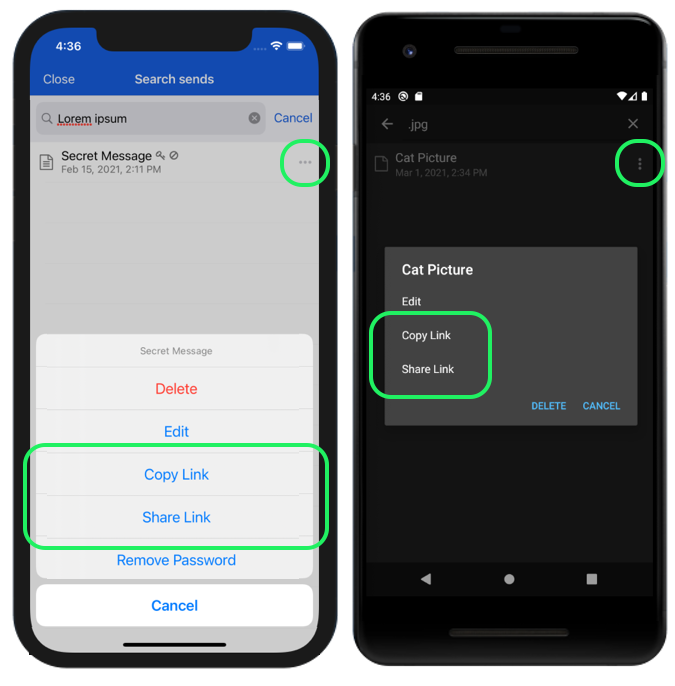 4:36
Close
Search sends
Lorem ipsum
Cancel
Secret Message
Feb 15, 2021, 2:11 PM
Secret Message
Delete
Edit
Copy Link
Share Link
Remove Password
Cancel
4:36
.jpg
Cat Picture
Mar 1, 2021, 2:34 PM
Cat Picture
Edit
Copy Link
Share Link
DELETE CANCEL